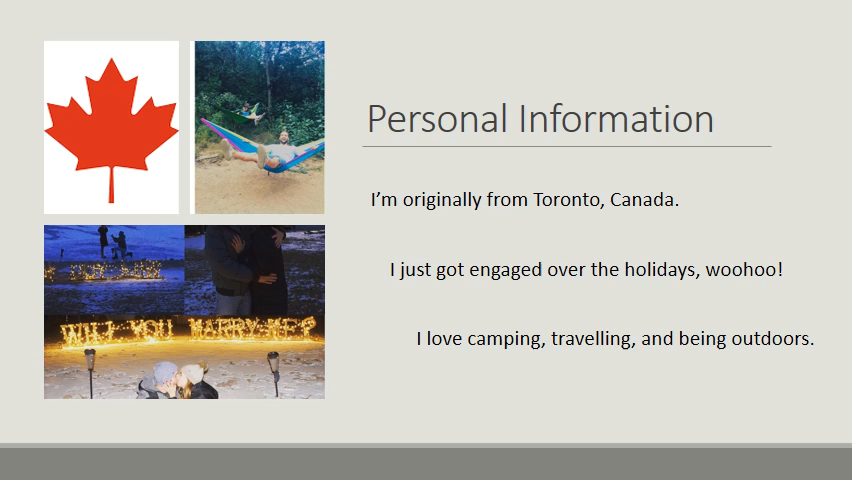 Personal Information
I'm originally from Toronto, Canada.
I just got engaged over the holidays, woohoo!
I love camping, travelling, and being outdoors.
WILL YOU MARRY ME?